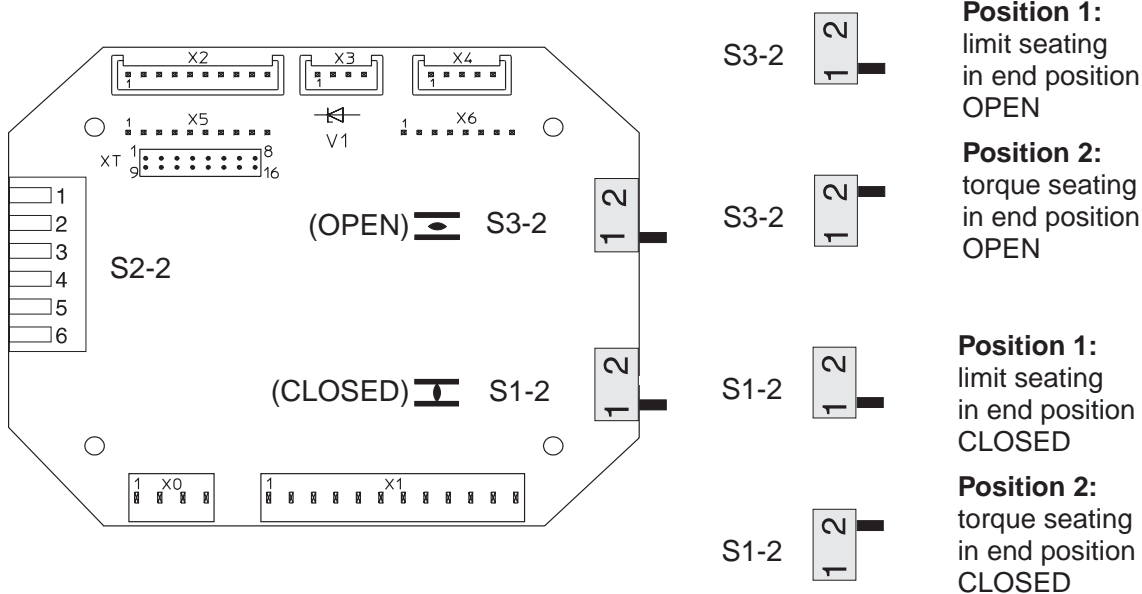 X2
1
X3
1
X4
1
1
X5
1
X6
V1
XT
1
8
9
16
1
2
3
4
5
6
S2-2
(OPEN)
S3-2
1 2
(CLOSED)
S1-2
1 2
1
X0
1
X1
S3-2
1 2
Position 1:
limit seating
in end position
OPEN
S3-2
1 2
Position 2:
torque seating
in end position
OPEN
S1-2
1 2
Position 1:
limit seating
in end position
CLOSED
S1-2
1 2
Position 2:
torque seating
in end position
CLOSED